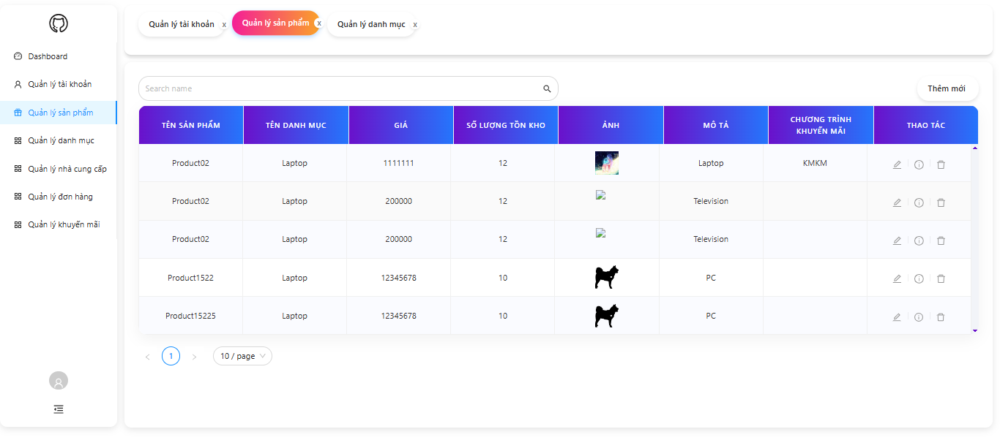 Quản lý tài khoản x Quản lý sản phẩm x Quản lý danh mục x
Dashboard
Quản lý tài khoản
Quản lý sản phẩm
Quản lý danh mục
Quản lý nhà cung cấp
Quản lý đơn hàng
Quản lý khuyến mãi
Search name
Thêm mới
TÊN SẢN PHẨM TÊN DANH MỤC GIÁ SỐ LƯỢNG TỒN KHO ẢNH MÔ TẢ CHƯƠNG TRÌNH KHUYẾN MÃI THAO TÁC
Product02 Laptop 1111111 12 Laptop KMKM
Product02 Laptop 200000 12 Television
Product02 Laptop 200000 12 Television
Product1522 Laptop 12345678 10 PC
Product15225 Laptop 12345678 10 PC
< 1 > 10 / page